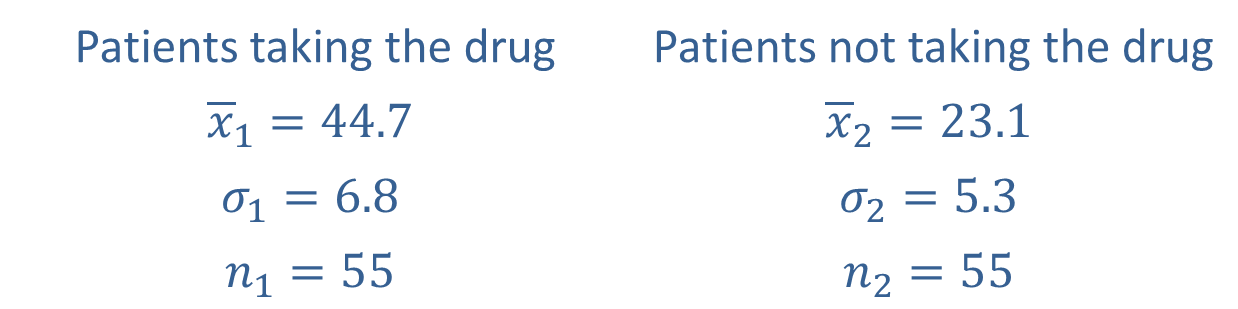 Patients taking the drug
x̅₁ = 44.7
σ₁ = 6.8
n₁ = 55
Patients not taking the drug
x̅₂ = 23.1
σ₂ = 5.3
n₂ = 55